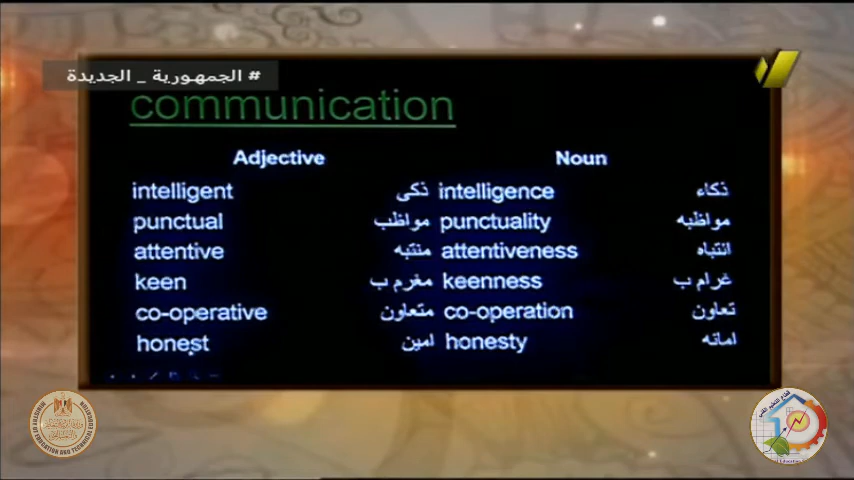 # الجمهورية _ الجديدة
communication
Adjective Noun
intelligent ذكى intelligence ذكاء
punctual مواظب punctuality مواظبه
attentive منتبه attentiveness انتباه
keen مغرم ب keenness غرام ب
co-operative متعاون co-operation تعاون
honest امين honesty امانه